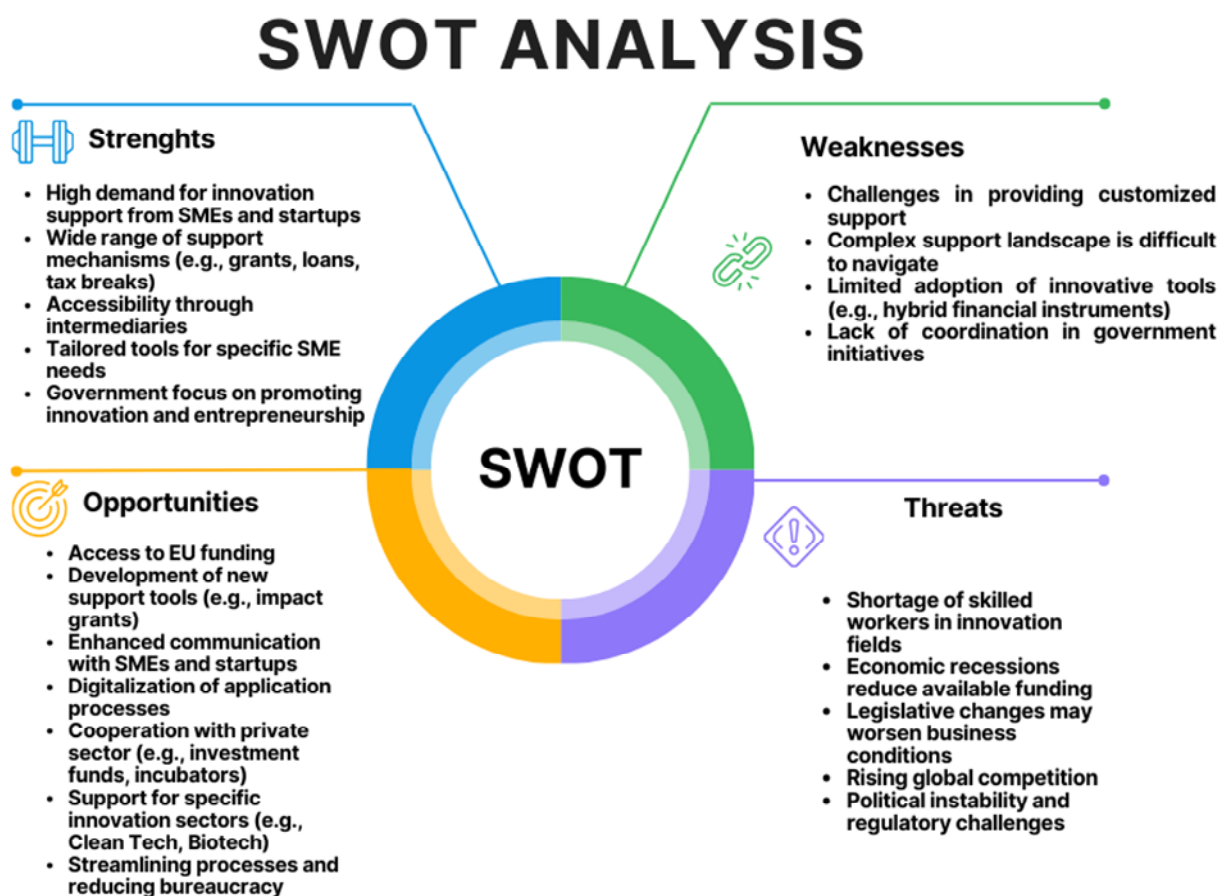 SWOT ANALYSIS
Strenghts
• High demand for innovation
support from SMEs and startups
• Wide range of support
mechanisms (e.g., grants, loans,
tax breaks)
• Accessibility through
intermediaries
• Tailored tools for specific SME
needs
• Government focus on promoting
innovation and entrepreneurship
Weaknesses
• Challenges in providing customized
support
• Complex support landscape is difficult
to navigate
• Limited adoption of innovative tools
(e.g., hybrid financial instruments)
• Lack of coordination in government
initiatives
SWOT
Opportunities
• Access to EU funding
• Development of new
support tools (e.g., impact
grants)
• Enhanced communication
with SMEs and startups
• Digitalization of application
processes
• Cooperation with private
sector (e.g., investment
funds, incubators)
• Support for specific
innovation sectors (e.g.,
Clean Tech, Biotech)
• Streamlining processes and
reducing bureaucracy
Threats
• Shortage of skilled
workers in innovation
fields
• Economic recessions
reduce available funding
• Legislative changes may
worsen business
conditions
• Rising global competition
• Political instability and
regulatory challenges